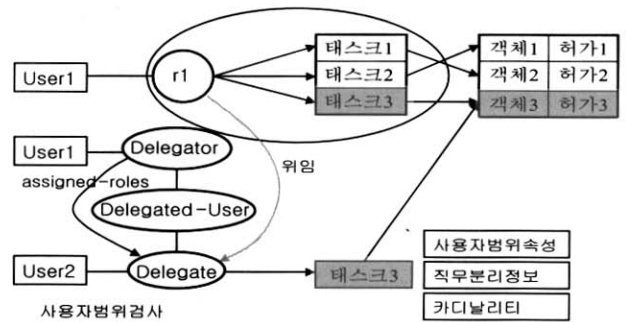 User1
r1
태스크1
태스크2
태스크3
객체1 허가1
객체2 허가2
객체3 허가3
User1
Delegator
위임
assigned-roles
Delegated-User
User2
Delegate
태스크3
사용자범위속성
직무분리정보
카디날리티
사용자범위검사